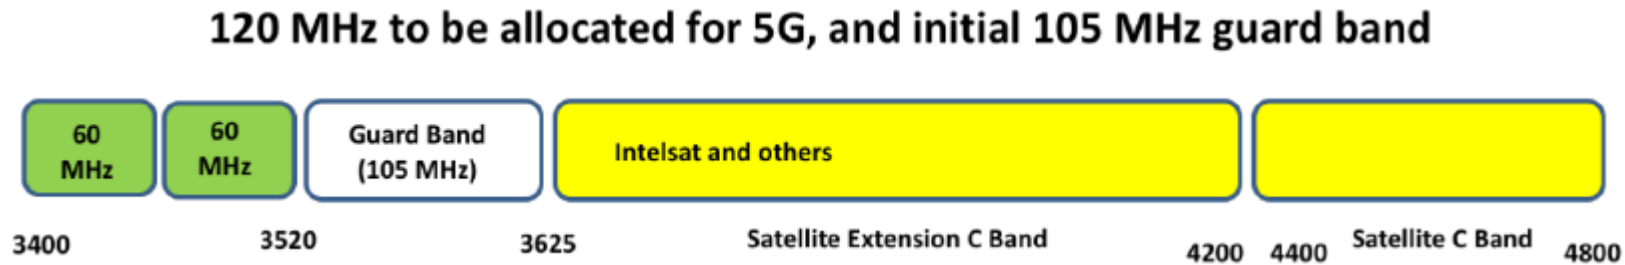 120 MHz to be allocated for 5G, and initial 105 MHz guard band
60
MHz
60
MHz
Guard Band
(105 MHz)
Intelsat and others
3400
3520
3625
Satellite Extension C Band
4200
4400
Satellite C Band
4800